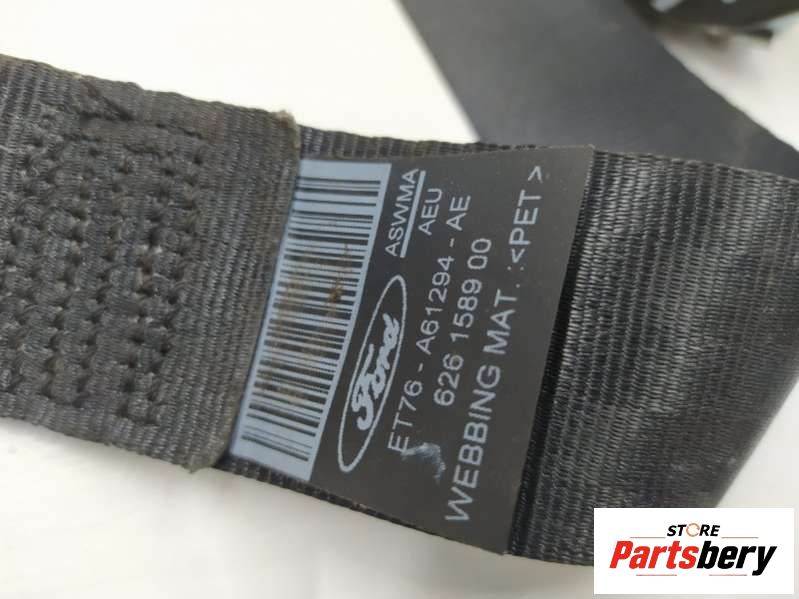 ASWMA
AEU
Ford
ET76 - A61294 - AE
626 1589 00
WEBBING MAT. :<PET>
STORE
Partsbery